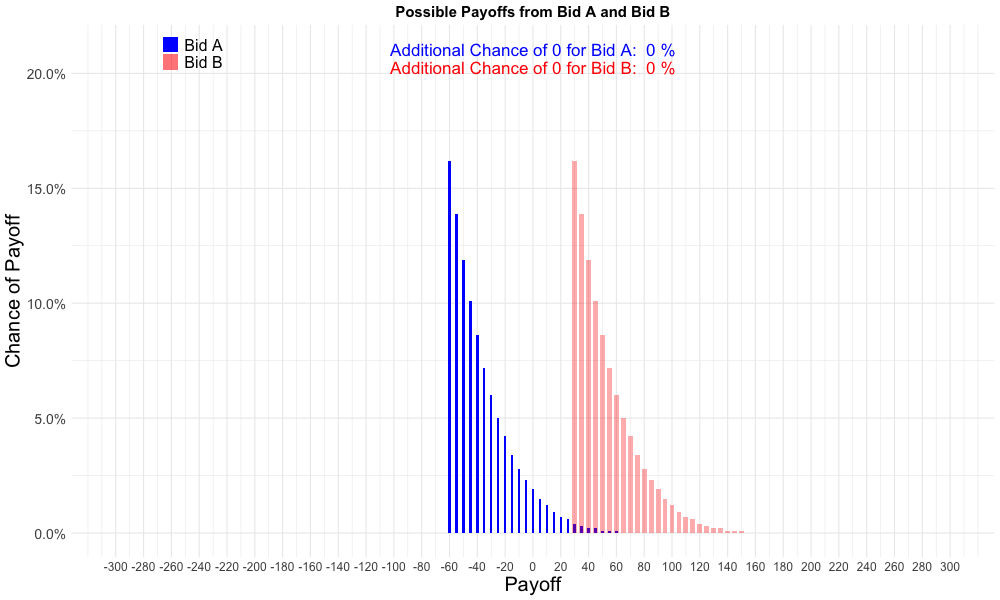 Possible Payoffs from Bid A and Bid B
Bid A
Bid B
Additional Chance of 0 for Bid A: 0 %
Additional Chance of 0 for Bid B: 0 %
20.0%
15.0%
10.0%
5.0%
0.0%
Chance of Payoff
-300 -280 -260 -240 -220 -200 -180 -160 -140 -120 -100 -80 -60 -40 -20 0 20 40 60 80 100 120 140 160 180 200 220 240 260 280 300
Payoff